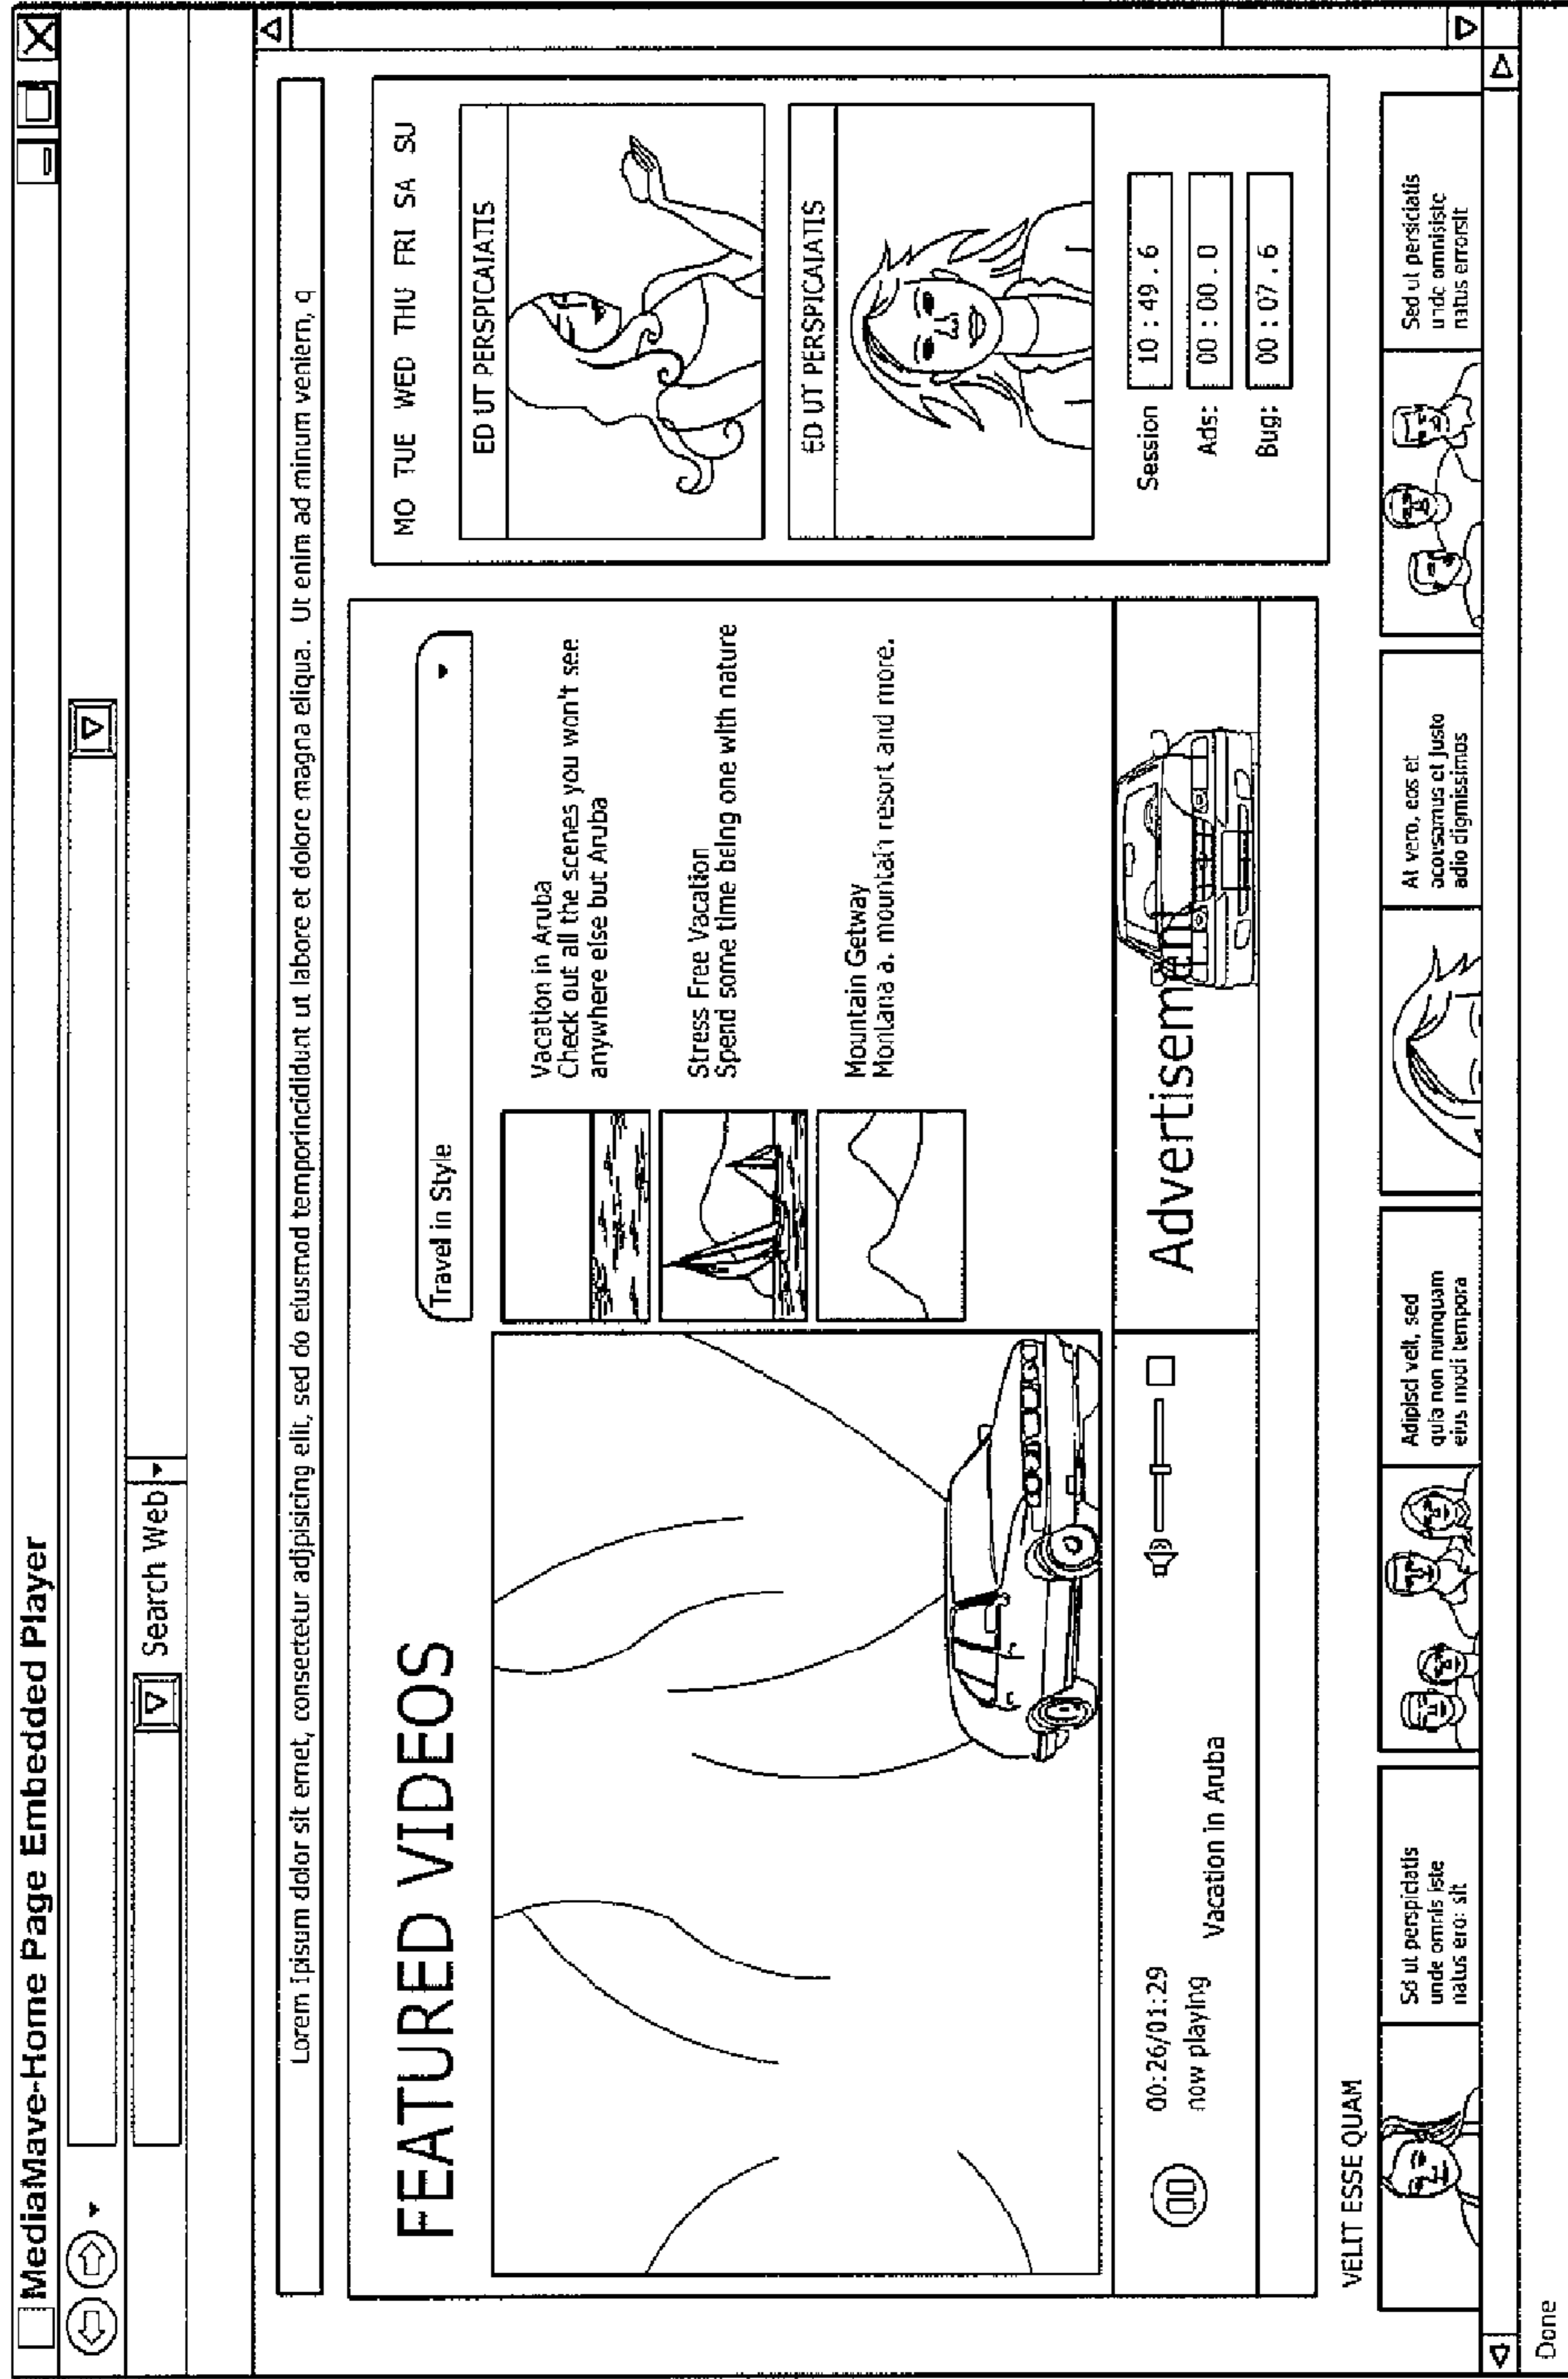 MediaMave-Home Page Embedded Player
Search Web
Lorem Ipisum dolor sit emet, consectetur adjpisicing elit, sed do eiusmod temporincididunt ut labore et dolore magna eliqua. Ut enim ad minum veniern, q
FEATURED VIDEOS
Travel in Style
Vacation in Aruba
Check out all the scenes you won't see
anywhere else but Aruba
Stress Free Vacation
Spend some time being one with nature
Mountain Getway
Montana a. mountain resort and more.
00:26/01:29
now playing
Vacation in Aruba
Advertisement
MO TUE WED THU FRI SA SU
ED UT PERSPICAIATIS
ED UT PERSPICAIATIS
Session 10:49.6
Ads: 00:00.0
Bug: 00:07.6
VELIT ESSE QUAM
Sd ut perspiciatis
unde omnis iste
natus eror sit
Adipisci velt, sed
quia non numquam
eius modi tempora
At vero, eos et
acousamus et justo
adio digmissimos
Sed ut persiciatis
unde omnisiste
natus errorsit
Done